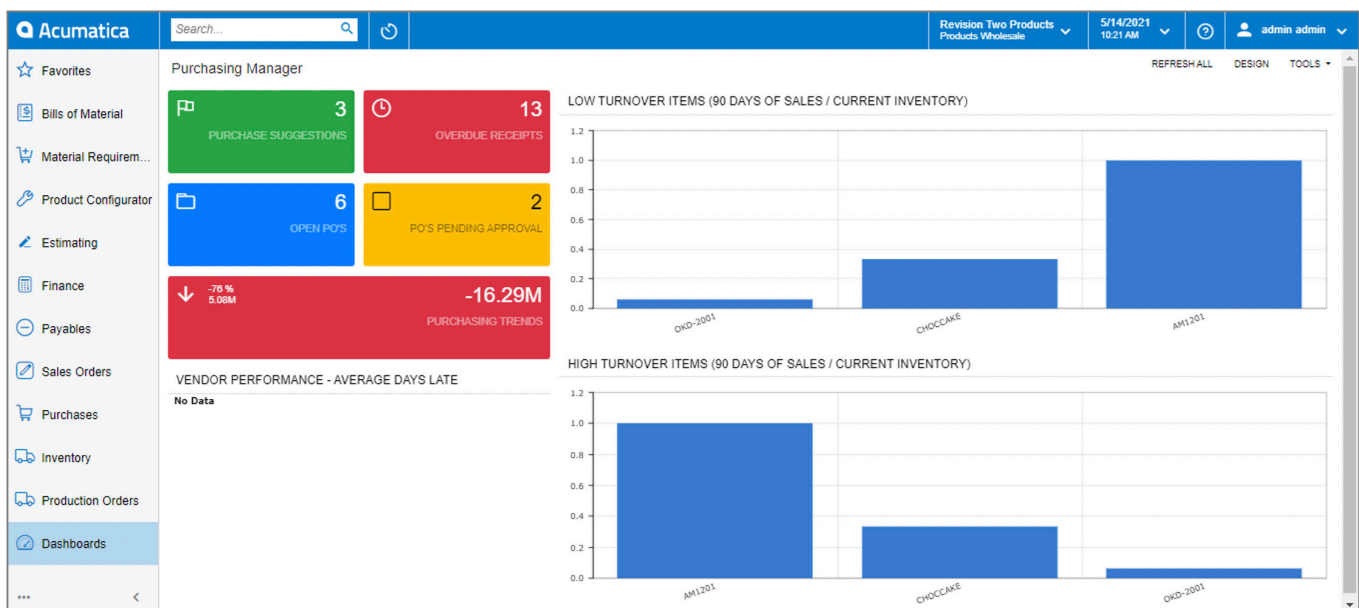 Acumatica
Search...
Revision Two Products
Products Wholesale
5/14/2021
10:21 AM
admin admin
Favorites
Bills of Material
Material Requirem...
Product Configurator
Estimating
Finance
Payables
Sales Orders
Purchases
Inventory
Production Orders
Dashboards
Purchasing Manager
REFRESH ALL DESIGN TOOLS
3
PURCHASE SUGGESTIONS
13
OVERDUE RECEIPTS
6
OPEN PO'S
2
PO'S PENDING APPROVAL
-76 %
5.08M
-16.29M
PURCHASING TRENDS
VENDOR PERFORMANCE - AVERAGE DAYS LATE
No Data
LOW TURNOVER ITEMS (90 DAYS OF SALES / CURRENT INVENTORY)
1.2
1.0
0.8
0.6
0.4
0.2
0.0
OKD-2001 CHOCCAKE AM1201
HIGH TURNOVER ITEMS (90 DAYS OF SALES / CURRENT INVENTORY)
1.2
1.0
0.8
0.6
0.4
0.2
0.0
AM1201 CHOCCAKE OKD-2001